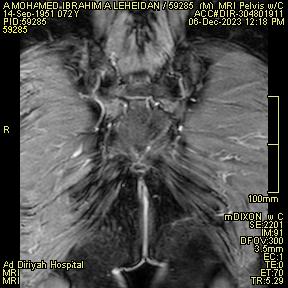 A MOHAMED,IBRAHIM A LEHEIDAN / 59285 (M) MRI Pelvis w/C
14-Sep-1951 072Y ACC#DIR-304801911
PID:59285 06-Dec-2023 12:18 PM
59285
R
100mm
mDIXON_w C
SE:2201
IM:91
DFOV:300
3.5mm
EC:1
Ad Diriyah Hospital TE:0
MRI ET:70
MRI TR:5.29